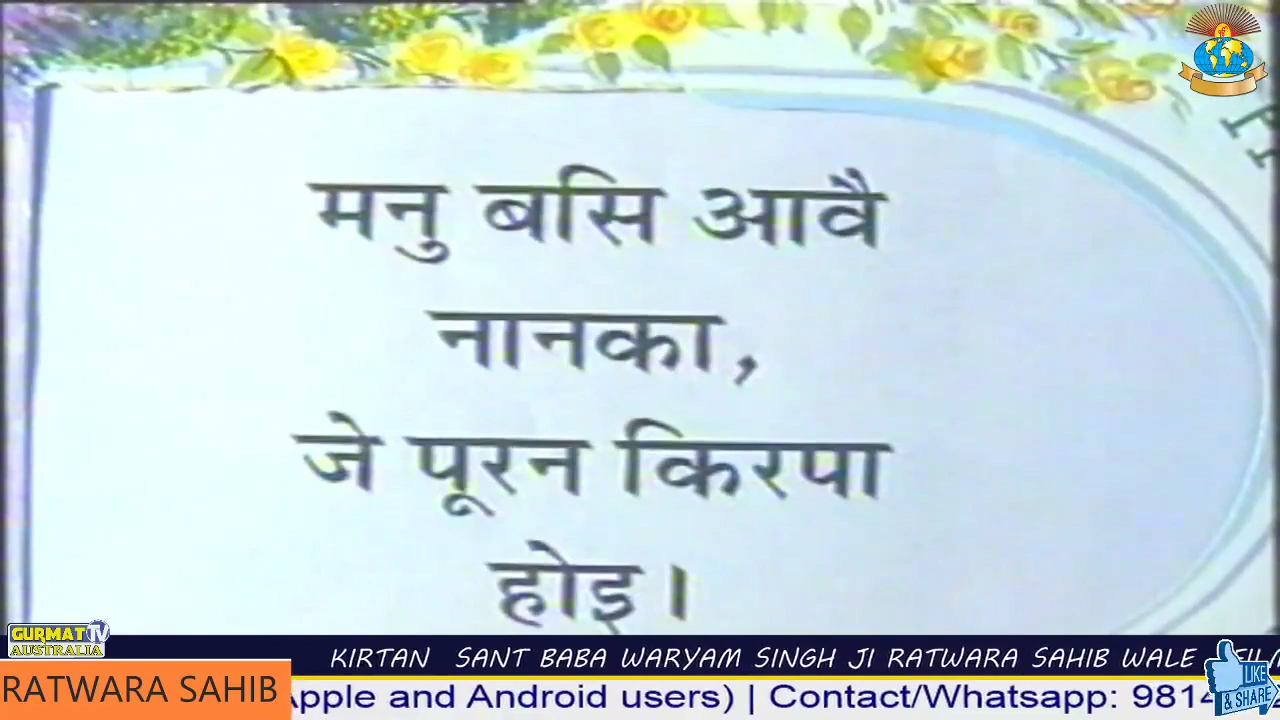 मनु बसि आवै
नानका,
जे पूरन किरपा
होइ।
GURMAT TV
AUSTRALIA
KIRTAN SANT BABA WARYAM SINGH JI RATWARA SAHIB WALE
RATWARA SAHIB
Apple and Android users) | Contact/Whatsapp: 9814
LIKE
& SHARE